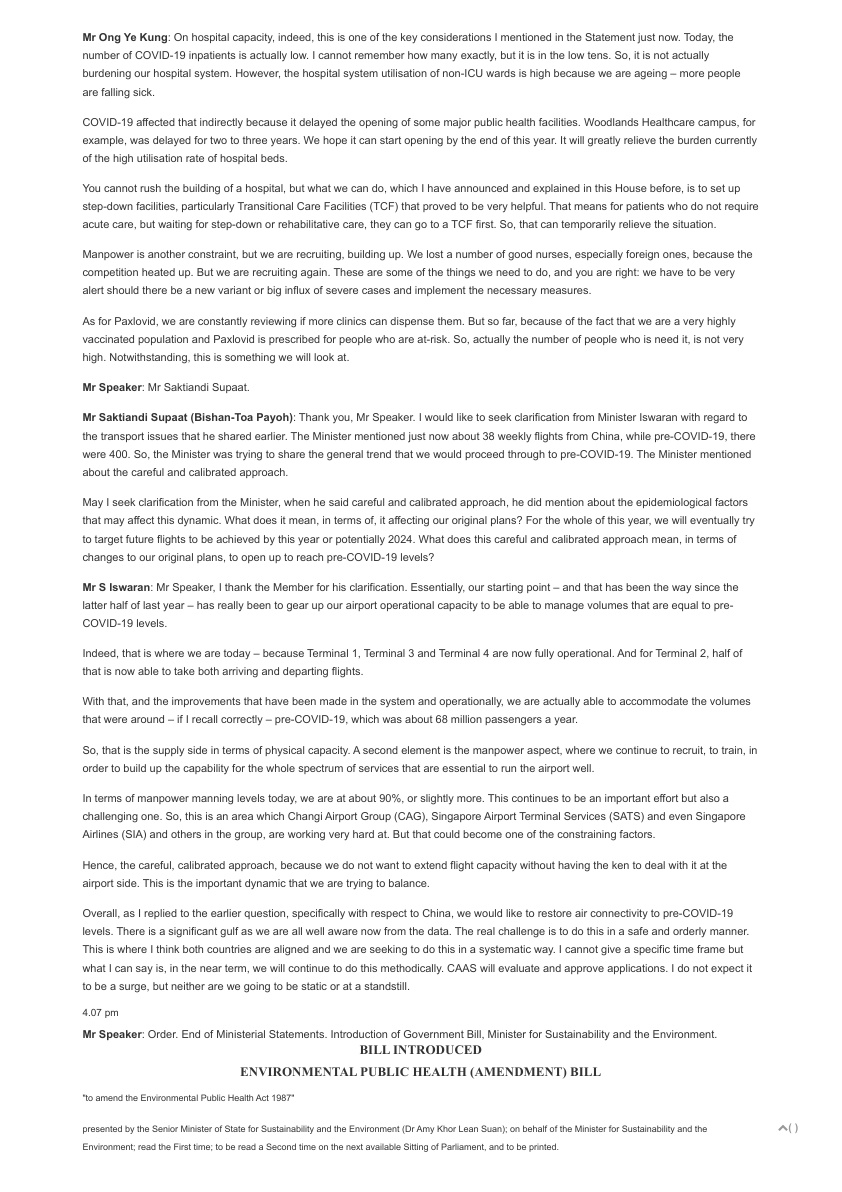 Mr Ong Ye Kung: On hospital capacity, indeed, this is one of the key considerations I mentioned in the Statement just now. Today, the
number of COVID-19 inpatients is actually low. I cannot remember how many exactly, but it is in the low tens. So, it is not actually
burdening our hospital system. However, the hospital system utilisation of non-ICU wards is high because we are ageing – more people
are falling sick.
COVID-19 affected that indirectly because it delayed the opening of some major public health facilities. Woodlands Healthcare campus, for
example, was delayed for two to three years. We hope it can start opening by the end of this year. It will greatly relieve the burden currently
of the high utilisation rate of hospital beds.
You cannot rush the building of a hospital, but what we can do, which I have announced and explained in this House before, is to set up
step-down facilities, particularly Transitional Care Facilities (TCF) that proved to be very helpful. That means for patients who do not require
acute care, but waiting for step-down or rehabilitative care, they can go to a TCF first. So, that can temporarily relieve the situation.
Manpower is another constraint, but we are recruiting, building up. We lost a number of good nurses, especially foreign ones, because the
competition heated up. But we are recruiting again. These are some of the things we need to do, and you are right: we have to be very
alert should there be a new variant or big influx of severe cases and implement the necessary measures.
As for Paxlovid, we are constantly reviewing if more clinics can dispense them. But so far, because of the fact that we are a very highly
vaccinated population and Paxlovid is prescribed for people who are at-risk. So, actually the number of people who is need it, is not very
high. Notwithstanding, this is something we will look at.
Mr Speaker: Mr Saktiandi Supaat.
Mr Saktiandi Supaat (Bishan-Toa Payoh): Thank you, Mr Speaker. I would like to seek clarification from Minister Iswaran with regard to
the transport issues that he shared earlier. The Minister mentioned just now about 38 weekly flights from China, while pre-COVID-19, there
were 400. So, the Minister was trying to share the general trend that we would proceed through to pre-COVID-19. The Minister mentioned
about the careful and calibrated approach.
May I seek clarification from the Minister, when he said careful and calibrated approach, he did mention about the epidemiological factors
that may affect this dynamic. What does it mean, in terms of, it affecting our original plans? For the whole of this year, we will eventually try
to target future flights to be achieved by this year or potentially 2024. What does this careful and calibrated approach mean, in terms of
changes to our original plans, to open up to reach pre-COVID-19 levels?
Mr S Iswaran: Mr Speaker, I thank the Member for his clarification. Essentially, our starting point – and that has been the way since the
latter half of last year – has really been to gear up our airport operational capacity to be able to manage volumes that are equal to pre-
COVID-19 levels.
Indeed, that is where we are today – because Terminal 1, Terminal 3 and Terminal 4 are now fully operational. And for Terminal 2, half of
that is now able to take both arriving and departing flights.
With that, and the improvements that have been made in the system and operationally, we are actually able to accommodate the volumes
that were around – if I recall correctly – pre-COVID-19, which was about 68 million passengers a year.
So, that is the supply side in terms of physical capacity. A second element is the manpower aspect, where we continue to recruit, to train, in
order to build up the capability for the whole spectrum of services that are essential to run the airport well.
In terms of manpower manning levels today, we are at about 90%, or slightly more. This continues to be an important effort but also a
challenging one. So, this is an area which Changi Airport Group (CAG), Singapore Airport Terminal Services (SATS) and even Singapore
Airlines (SIA) and others in the group, are working very hard at. But that could become one of the constraining factors.
Hence, the careful, calibrated approach, because we do not want to extend flight capacity without having the ken to deal with it at the
airport side. This is the important dynamic that we are trying to balance.
Overall, as I replied to the earlier question, specifically with respect to China, we would like to restore air connectivity to pre-COVID-19
levels. There is a significant gulf as we are all well aware now from the data. The real challenge is to do this in a safe and orderly manner.
This is where I think both countries are aligned and we are seeking to do this in a systematic way. I cannot give a specific time frame but
what I can say is, in the near term, we will continue to do this methodically. CAAS will evaluate and approve applications. I do not expect it
to be a surge, but neither are we going to be static or at a standstill.
4.07 pm
Mr Speaker: Order. End of Ministerial Statements. Introduction of Government Bill, Minister for Sustainability and the Environment.
BILL INTRODUCED
ENVIRONMENTAL PUBLIC HEALTH (AMENDMENT) BILL
"to amend the Environmental Public Health Act 1987"
presented by the Senior Minister of State for Sustainability and the Environment (Dr Amy Khor Lean Suan); on behalf of the Minister for Sustainability and the
Environment; read the First time; to be read a Second time on the next available Sitting of Parliament, and to be printed.
( )